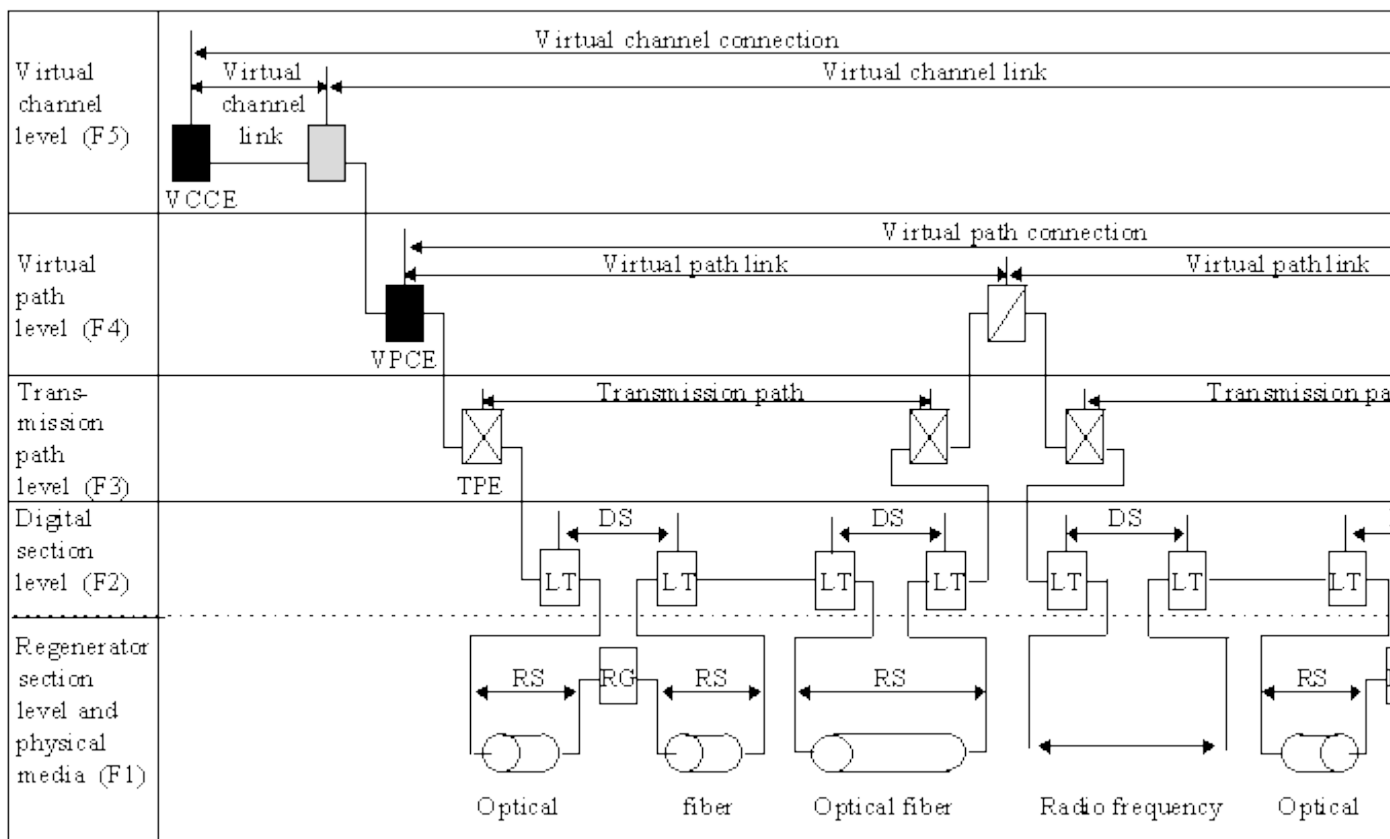 Virtual
channel
level (F5)
Virtual channel connection
Virtual
channel
link
Virtual channel link
VCCE
Virtual
path
level (F4)
Virtual path connection
Virtual path link
Virtual path link
VPCE
Trans-
mission
path
level (F3)
Transmission path
Transmission pa
TPE
Digital
section
level (F2)
DS
DS
DS
LT
LT
LT
LT
LT
LT
LT
Regenerator
section
level and
physical
media (F1)
RS
RG
RS
RS
RS
Optical
fiber
Optical fiber
Radio frequency
Optical